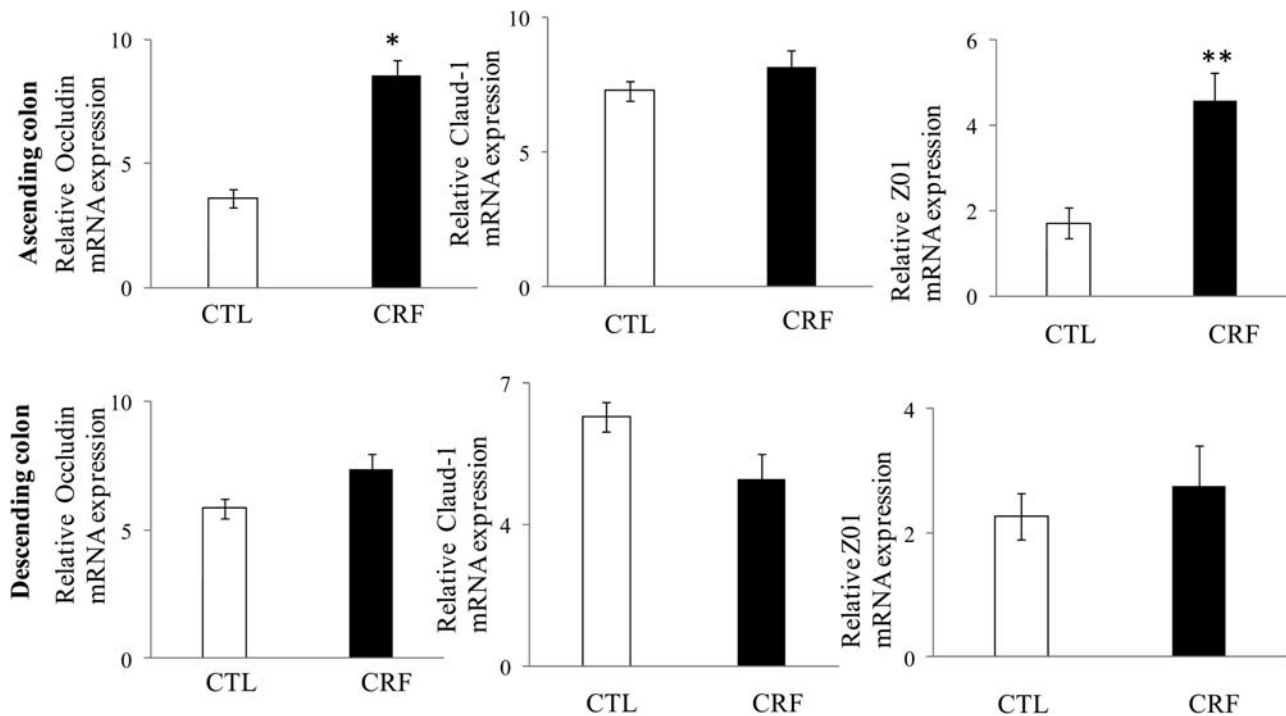 Ascending colon
Relative Occludin
mRNA expression
10
5
0
*
CTL
CRF
Relative Claud-1
mRNA expression
10
5
0
CTL
CRF
Relative Z01
mRNA expression
6
4
2
0
**
CTL
CRF
Descending colon
Relative Occludin
mRNA expression
10
5
0
CTL
CRF
Relative Claud-1
mRNA expression
7
4
0
CTL
CRF
Relative Z01
mRNA expression
4
2
0
CTL
CRF